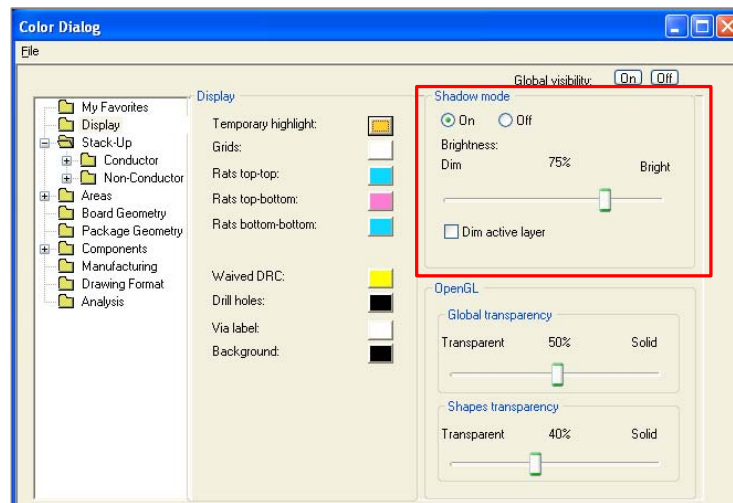 Color Dialog
File
Global visibility: On Off
My Favorites
Display
Stack-Up
Conductor
Non-Conductor
Areas
Board Geometry
Package Geometry
Components
Manufacturing
Drawing Format
Analysis
Display
Temporary highlight:
Grids:
Rats top-top:
Rats top-bottom:
Rats bottom-bottom:
Waived DRC:
Drill holes:
Via label:
Background:
Shadow mode
On Off
Brightness:
Dim 75% Bright
Dim active layer
OpenGL
Global transparency
Transparent 50% Solid
Shapes transparency
Transparent 40% Solid